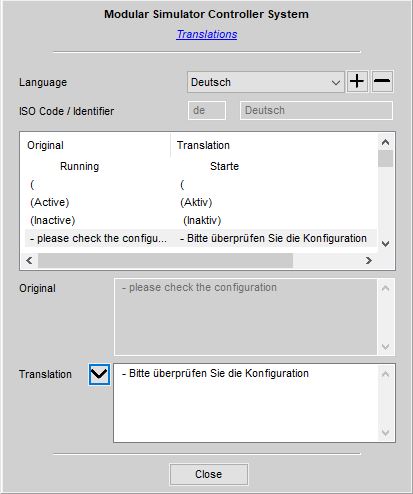 Modular Simulator Controller System
Translations
Language Deutsch
ISO Code / Identifier de Deutsch
Original Translation
Running Starte
( (
(Active) (Aktiv)
(Inactive) (Inaktiv)
- please check the configu... - Bitte überprüfen Sie die Konfiguration
Original - please check the configuration
Translation - Bitte überprüfen Sie die Konfiguration
Close